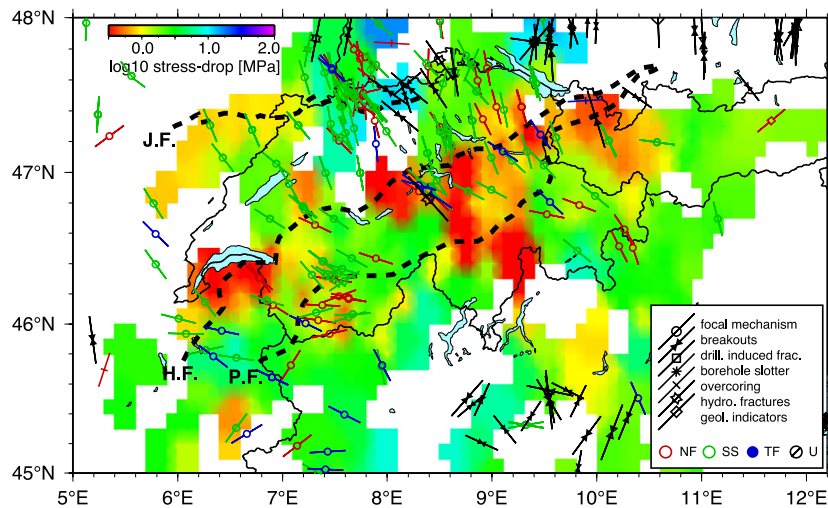 48°N
0.0 1.0 2.0
log10 stress-drop [MPa]
J.F.
47°N
46°N
H.F.
P.F.
45°N
focal mechanism
breakouts
drill. induced frac.
borehole slotter
overcoring
hydro. fractures
geol. indicators
NF SS TF U
5°E 6°E 7°E 8°E 9°E 10°E 11°E 12°E